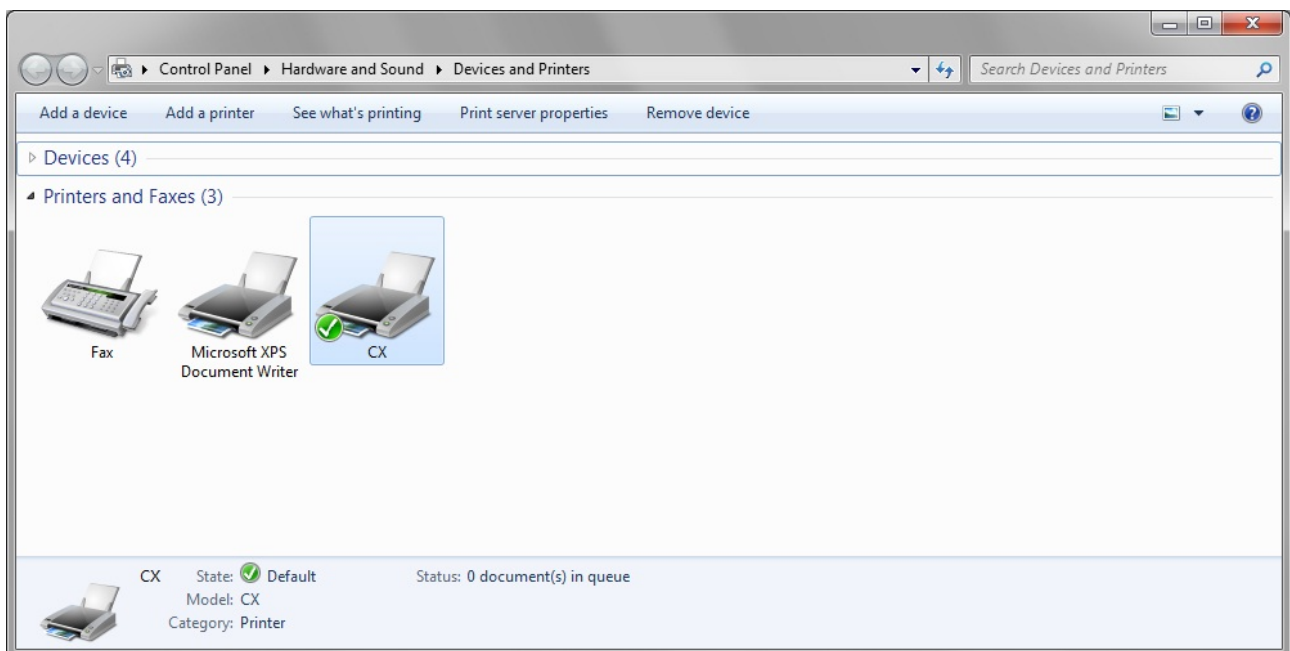 Control Panel Hardware and Sound Devices and Printers Search Devices and Printers
Add a device Add a printer See what's printing Print server properties Remove device
Devices (4)
Printers and Faxes (3)
Fax
Microsoft XPS
Document Writer
CX
CX State: Default Status: 0 document(s) in queue
Model: CX
Category: Printer